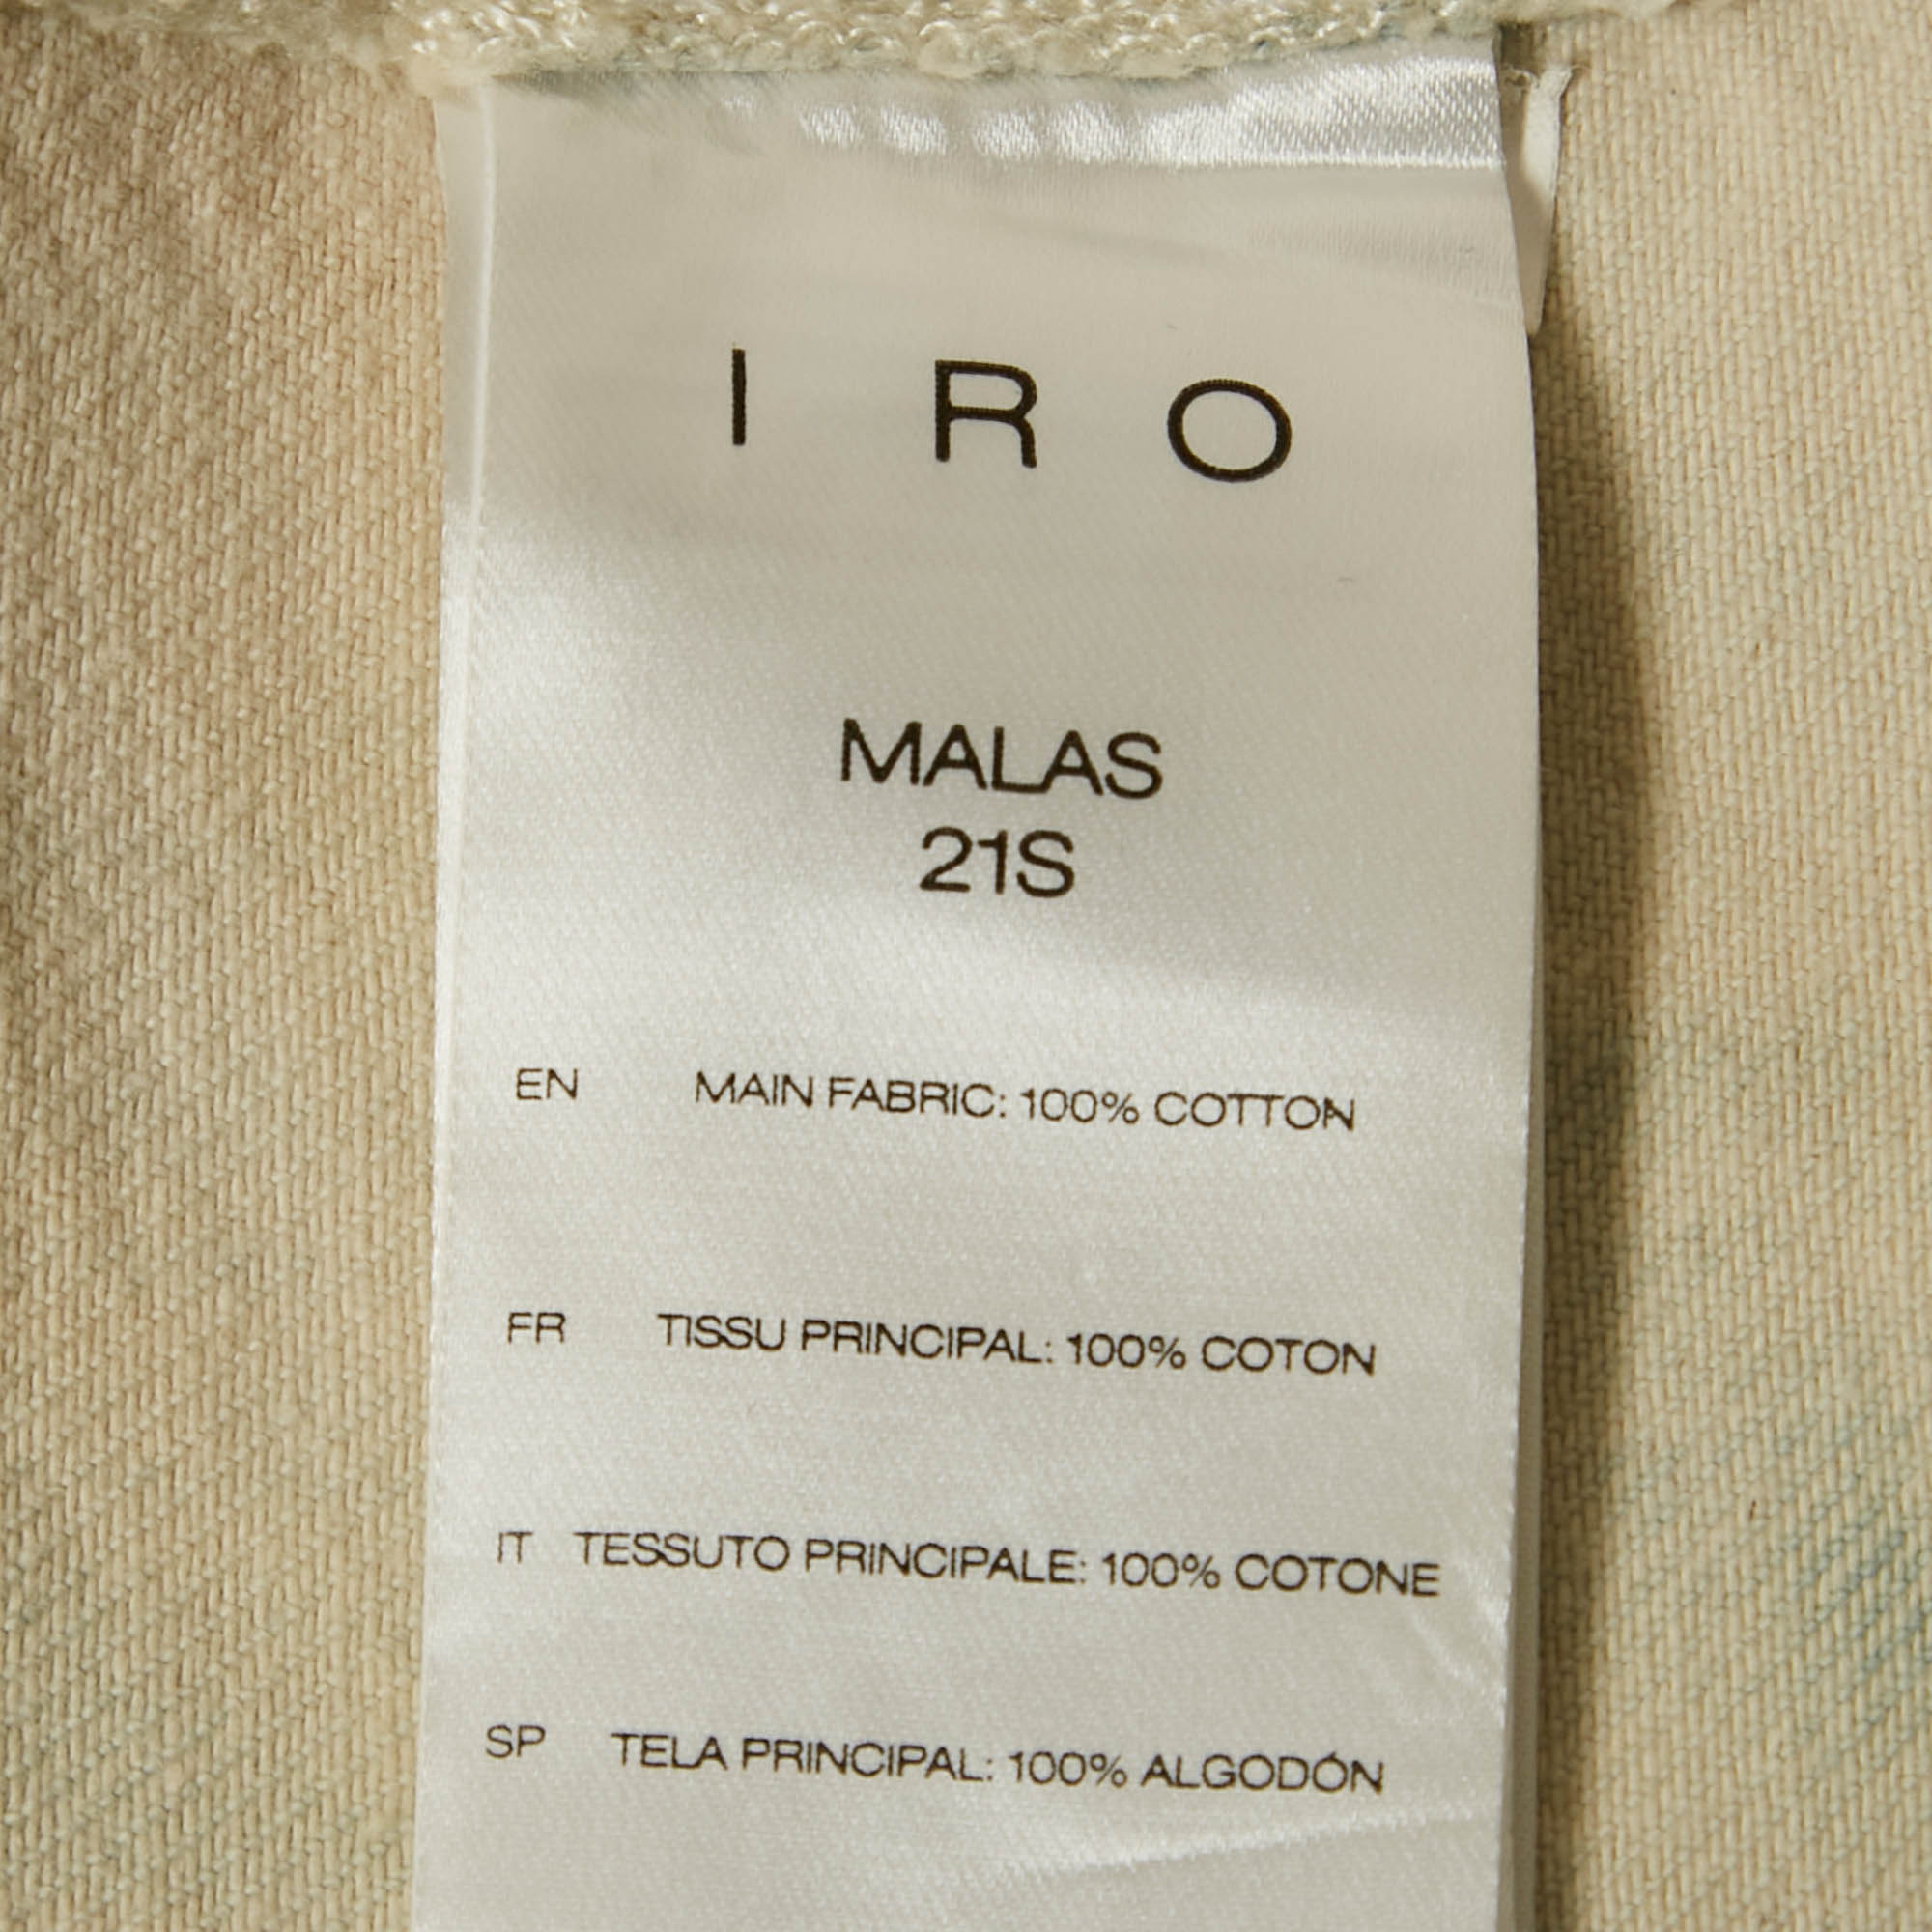 IRO
MALAS
21S
EN MAIN FABRIC: 100% COTTON
FR TISSU PRINCIPAL: 100% COTON
IT TESSUTO PRINCIPALE: 100% COTONE
SP TELA PRINCIPAL: 100% ALGODÓN